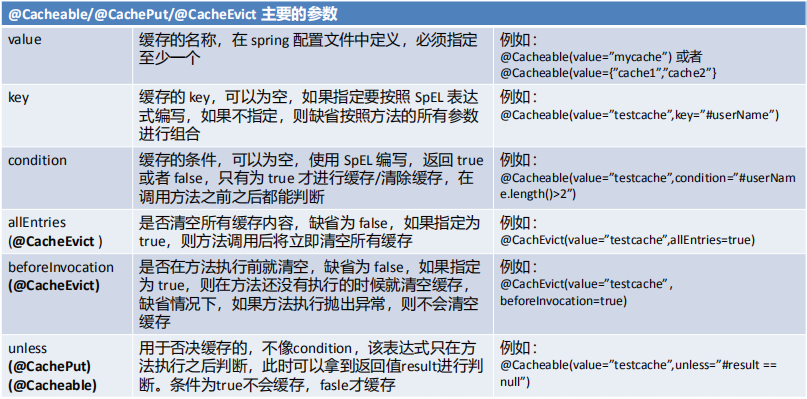 @Cacheable/@CachePut/@CacheEvict 主要的参数
value
缓存的名称，在 spring 配置文件中定义，必须指定
至少一个
例如：
@Cacheable(value=”mycache”) 或者
@Cacheable(value={”cache1”,”cache2”}
key
缓存的 key，可以为空，如果指定要按照 SpEL 表达
式编写，如果不指定，则缺省按照方法的所有参数
进行组合
例如：
@Cacheable(value=”testcache”,key=”#userName”)
condition
缓存的条件，可以为空，使用 SpEL 编写，返回 true
或者 false，只有为 true 才进行缓存/清除缓存，在
调用方法之前之后都能判断
例如：
@Cacheable(value=”testcache”,condition=”#userNam
e.length()>2”)
allEntries
(@CacheEvict )
是否清空所有缓存内容，缺省为 false，如果指定为
true，则方法调用后将立即清空所有缓存
例如：
@CachEvict(value=”testcache”,allEntries=true)
beforeInvocation
(@CacheEvict)
是否在方法执行前就清空，缺省为 false，如果指定
为 true，则在方法还没有执行的时候就清空缓存，
缺省情况下，如果方法执行抛出异常，则不会清空
缓存
例如：
@CachEvict(value=”testcache”，
beforeInvocation=true)
unless
(@CachePut)
(@Cacheable)
用于否决缓存的，不像condition，该表达式只在方
法执行之后判断，此时可以拿到返回值result进行判
断。条件为true不会缓存，fasle才缓存
例如：
@Cacheable(value=”testcache”,unless=”#result ==
null”)